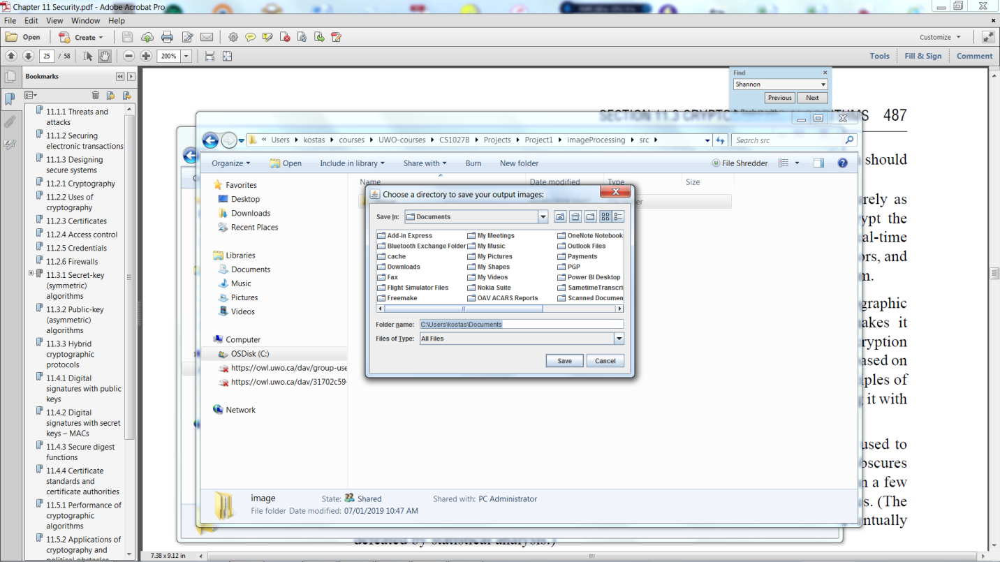 Chapter 11 Security.pdf - Adobe Acrobat Pro
File Edit View Window Help
Open Create Customize
25 / 58 200% Tools Fill & Sign Comment
Bookmarks
11.1.1 Threats and
attacks
11.1.2 Securing
electronic transactions
11.1.3 Designing
secure systems
11.2.1 Cryptography
11.2.2 Uses of
cryptography
11.2.3 Certificates
11.2.4 Access control
11.2.5 Credentials
11.2.6 Firewalls
11.3.1 Secret-key
(symmetric)
algorithms
11.3.2 Public-key
(asymmetric)
algorithms
11.3.3 Hybrid
cryptographic
protocols
11.4.1 Digital
signatures with public
keys
11.4.2 Digital
signatures with secret
keys – MACs
11.4.3 Secure digest
functions
11.4.4 Certificate
standards and
certificate authorities
11.5.1 Performance of
cryptographic
algorithms
11.5.2 Applications of
cryptography and
political obstacles
7.38 x 9.12 in
Find
Shannon
Previous Next
SECTION 11.3 CRYPTO
S 487
should
rely as
ypt the
al-time
ors, and
m.
graphic
akes it
ryption
ased on
ples of
it with
used to
bscures
n a few
s. (The
entually
defeated by statistical analysis.)
« Users kostas courses UWO-courses CS1027B Projects Project1 imageProcessing src
Search src
Organize Open Include in library Share with Burn New folder File Shredder
Name Date modified Type Size
Favorites
Desktop
Downloads
Recent Places
Libraries
Documents
Music
Pictures
Videos
Computer
OSDisk (C:)
https://owl.uwo.ca/dav/group-use
https://owl.uwo.ca/dav/31702c59-
Network
image State: Shared Shared with: PC Administrator
File folder Date modified: 07/01/2019 10:47 AM
Choose a directory to save your output images:
Save In: Documents
Add-in Express My Meetings OneNote Notebook
Bluetooth Exchange Folder My Music Outlook Files
cache My Pictures Payments
Downloads My Shapes PGP
Fax My Videos Power BI Desktop
Flight Simulator Files Nokia Suite SametimeTranscri
Freemake OAV ACARS Reports Scanned Documen
Folder name: C:\Users\kostas\Documents
Files of Type: All Files
Save Cancel